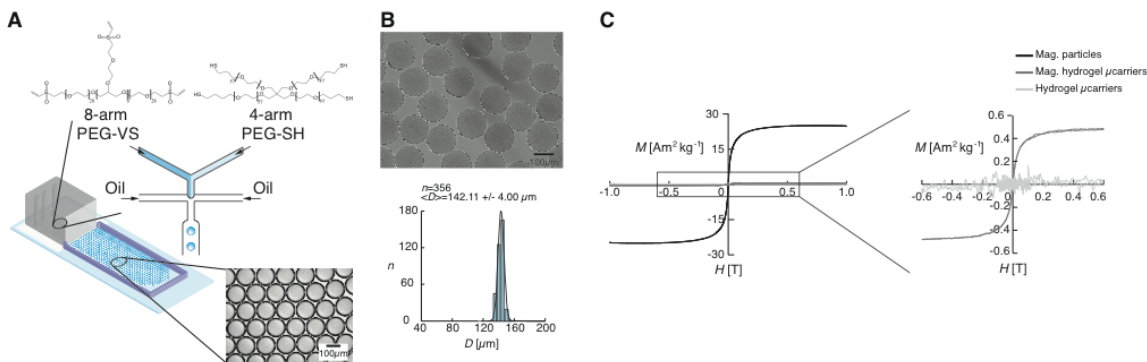 A
8-arm
PEG-VS
4-arm
PEG-SH
HS
SH
HS
SH
Oil
Oil
100µm
B
100µm
n=356
<D>=142.11 +/- 4.00 µm
180
120
60
0
n
40
80
120
160
200
D [µm]
C
Mag. particles
Mag. hydrogel µcarriers
Hydrogel µcarriers
M [Am² kg⁻¹]
30
15
-15
-30
-1.0
-0.5
0
0.5
1.0
H [T]
M [Am² kg⁻¹]
0.6
0.4
0.2
-0.2
-0.4
-0.6
-0.6
-0.4
-0.2
0
0.2
0.4
0.6
H [T]